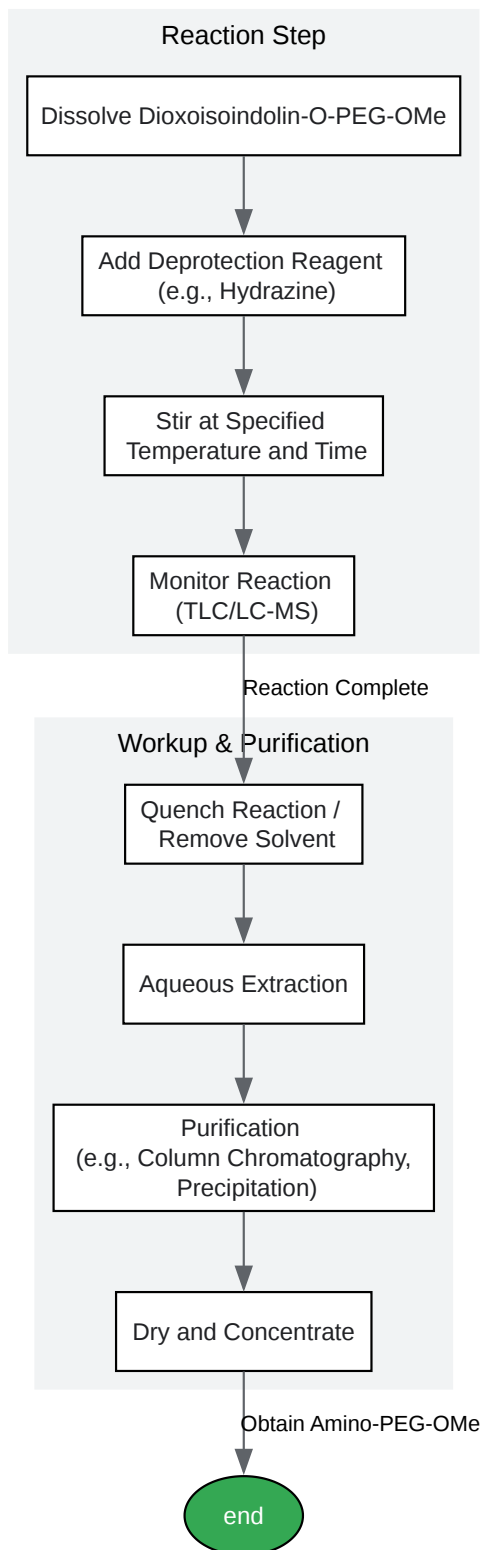 Reaction Step
Dissolve Dioxoisoindolin-O-PEG-OMe
Add Deprotection Reagent
(e.g., Hydrazine)
Stir at Specified
Temperature and Time
Monitor Reaction
(TLC/LC-MS)
Reaction Complete
Workup & Purification
Quench Reaction /
Remove Solvent
Aqueous Extraction
Purification
(e.g., Column Chromatography,
Precipitation)
Dry and Concentrate
Obtain Amino-PEG-OMe
end